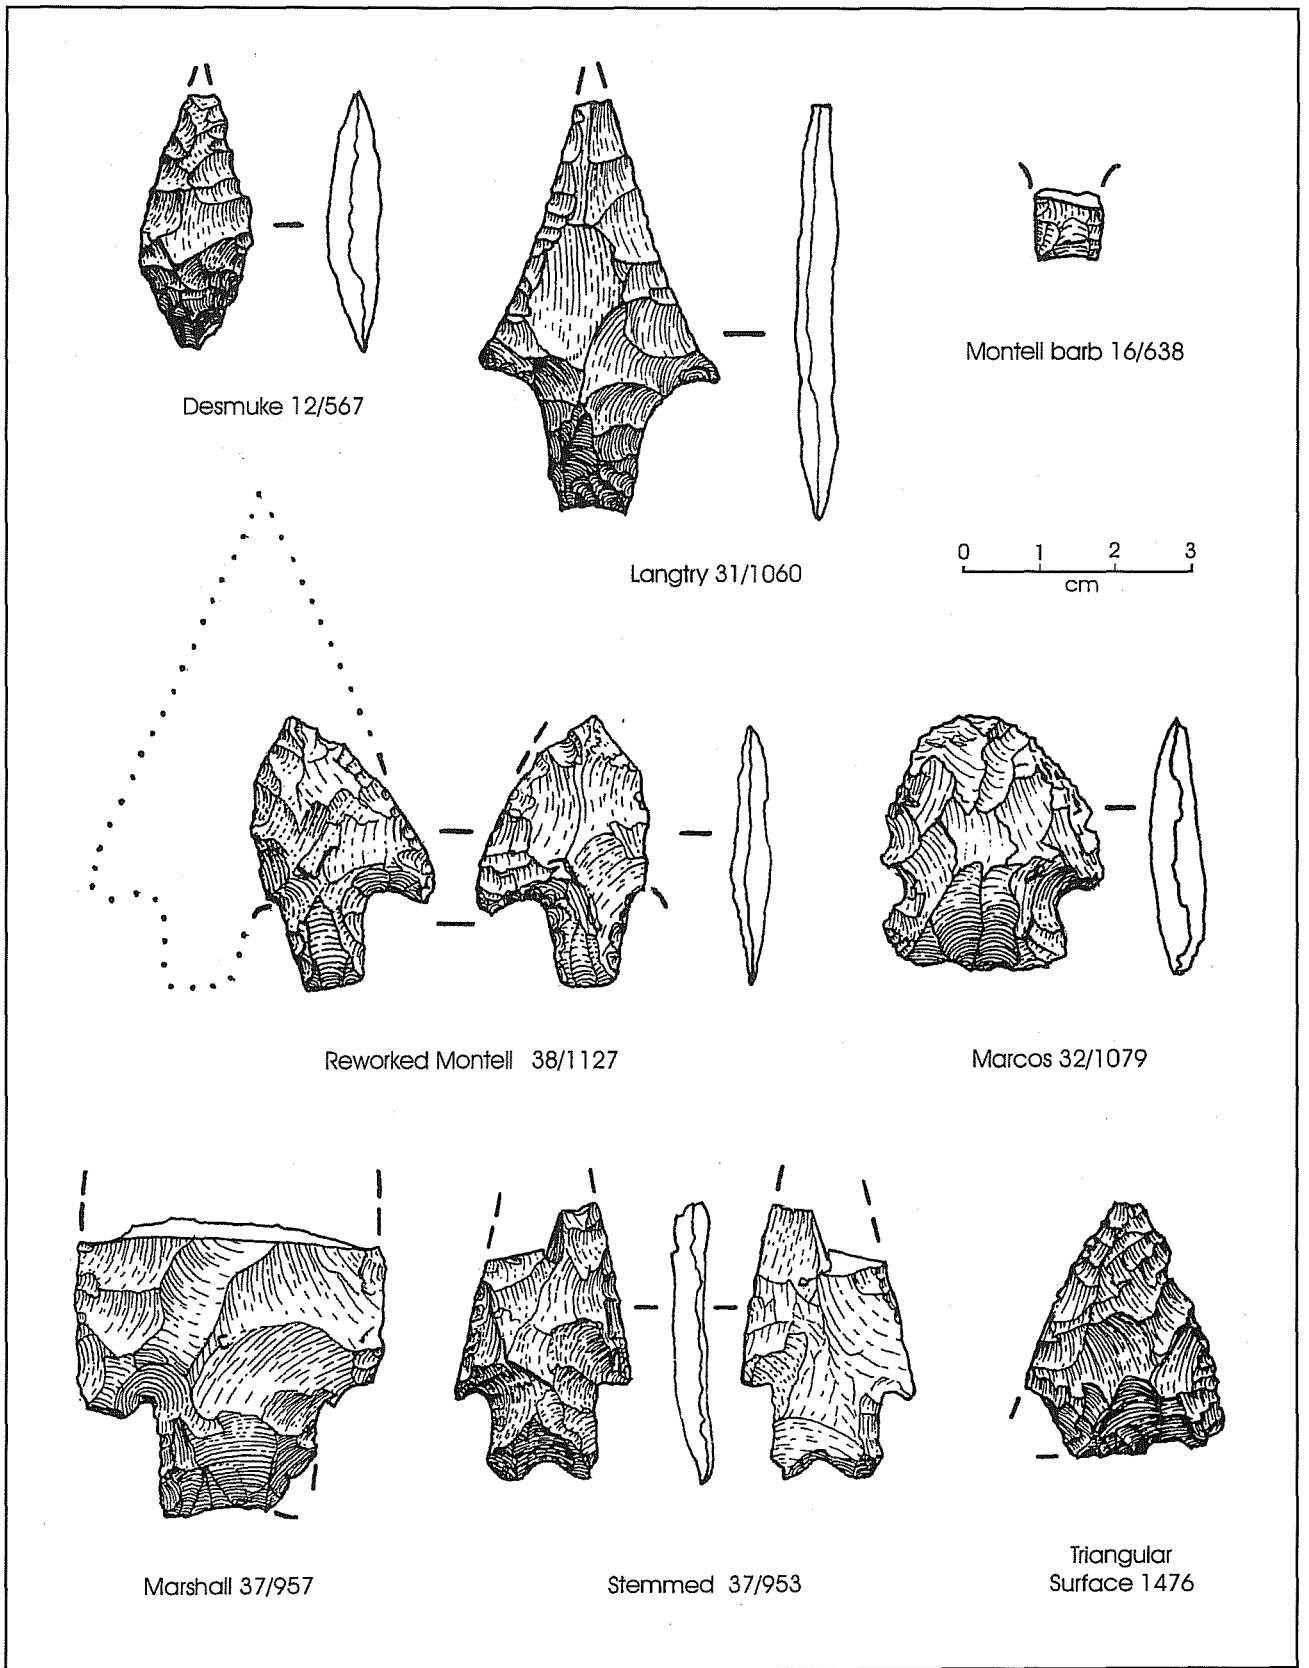 Desmuke 12/567
Langtry 31/1060
Montell barb 16/638
0 1 2 3
cm
Reworked Montell 38/1127
Marcos 32/1079
Marshall 37/957
Stemmed 37/953
Triangular
Surface 1476